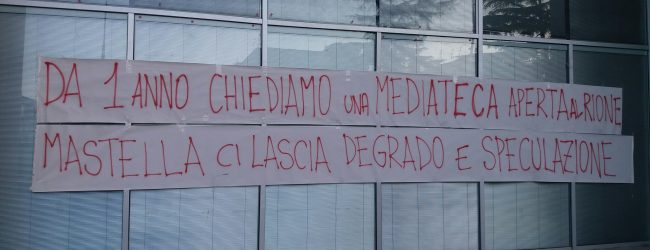 DA 1 ANNO CHIEDIAMO UNA MEDIATECA APERTA AL RIONE
MASTELLA CI LASCIA DEGRADO E SPECULAZIONE